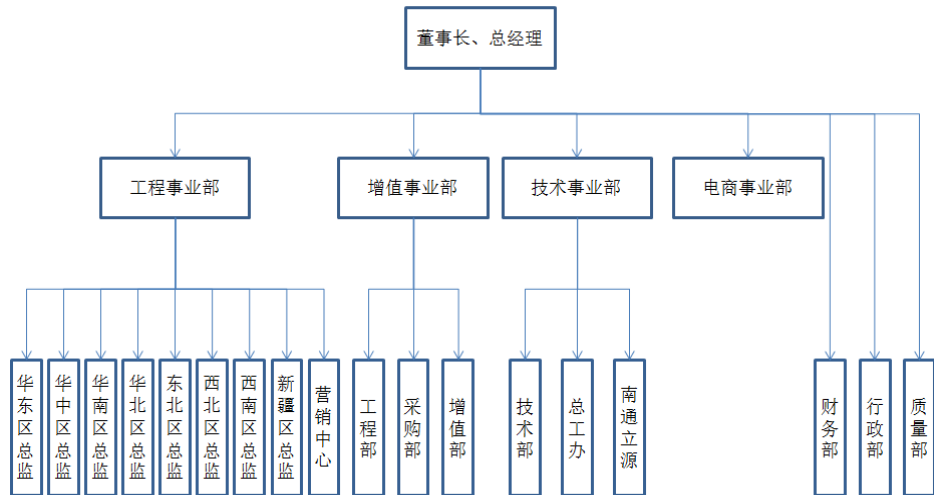 董事长、总经理
工程事业部
增值事业部
技术事业部
电商事业部
华东区总监
华中区总监
华南区总监
华北区总监
东北区总监
西北区总监
西南区总监
新疆区总监
营销中心
工程部
采购部
增值部
技术部
总工办
南通立源
财务部
行政部
质量部